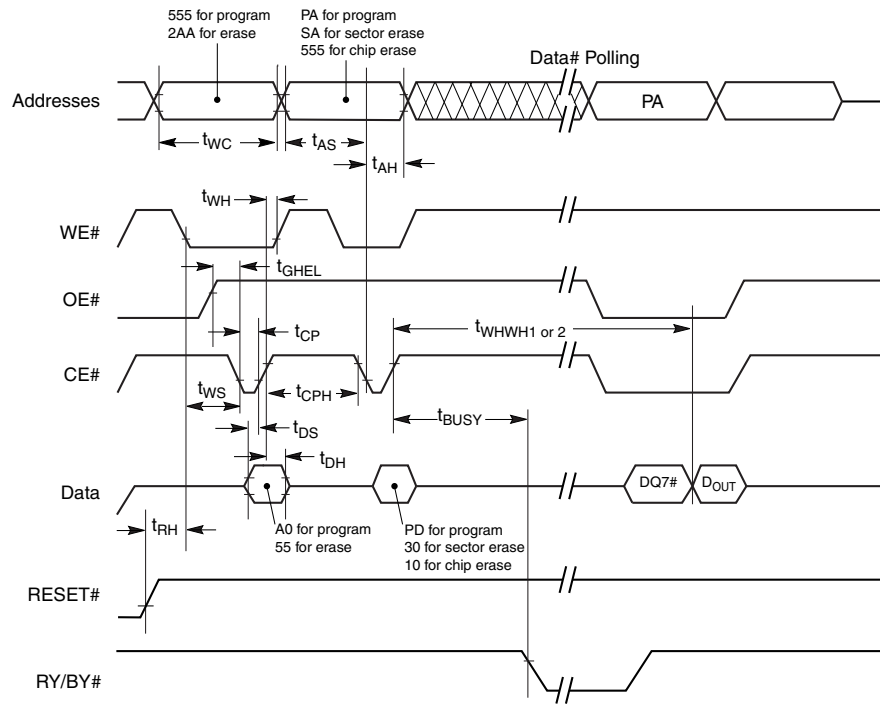 555 for program
2AA for erase
PA for program
SA for sector erase
555 for chip erase
Data# Polling
Addresses
PA
tWC
tAS
tAH
tWH
WE#
tGHEL
OE#
tWHWH1 or 2
tCP
CE#
tWS
tCPH
tBUSY
tDS
tDH
Data
DQ7#
DOUT
tRH
A0 for program
55 for erase
PD for program
30 for sector erase
10 for chip erase
RESET#
RY/BY#